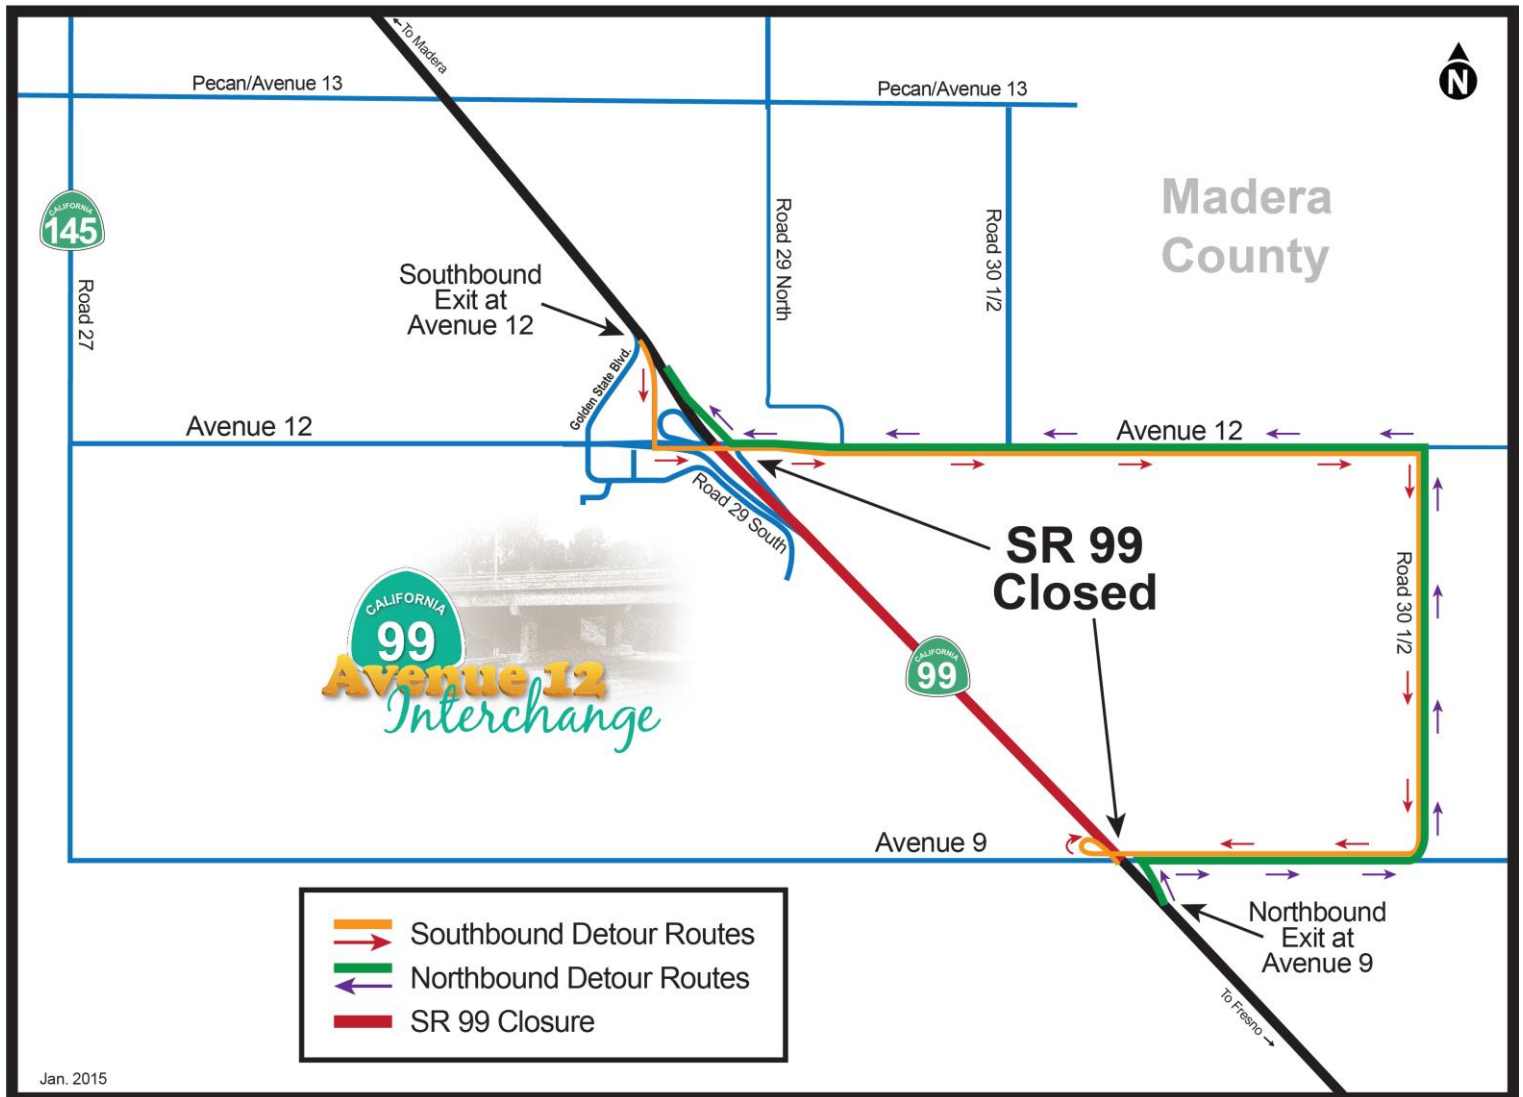 ←To Madera
Pecan/Avenue 13
Pecan/Avenue 13
N
Madera
County
CALIFORNIA
145
Road 27
Road 29 North
Road 30 1/2
Southbound
Exit at
Avenue 12
Golden State Blvd.
Avenue 12
Avenue 12
Road 29 South
SR 99
Closed
Road 30 1/2
CALIFORNIA
99
Avenue 12
Interchange
CALIFORNIA
99
Avenue 9
Northbound
Exit at
Avenue 9
To Fresno→
Southbound Detour Routes
Northbound Detour Routes
SR 99 Closure
Jan. 2015